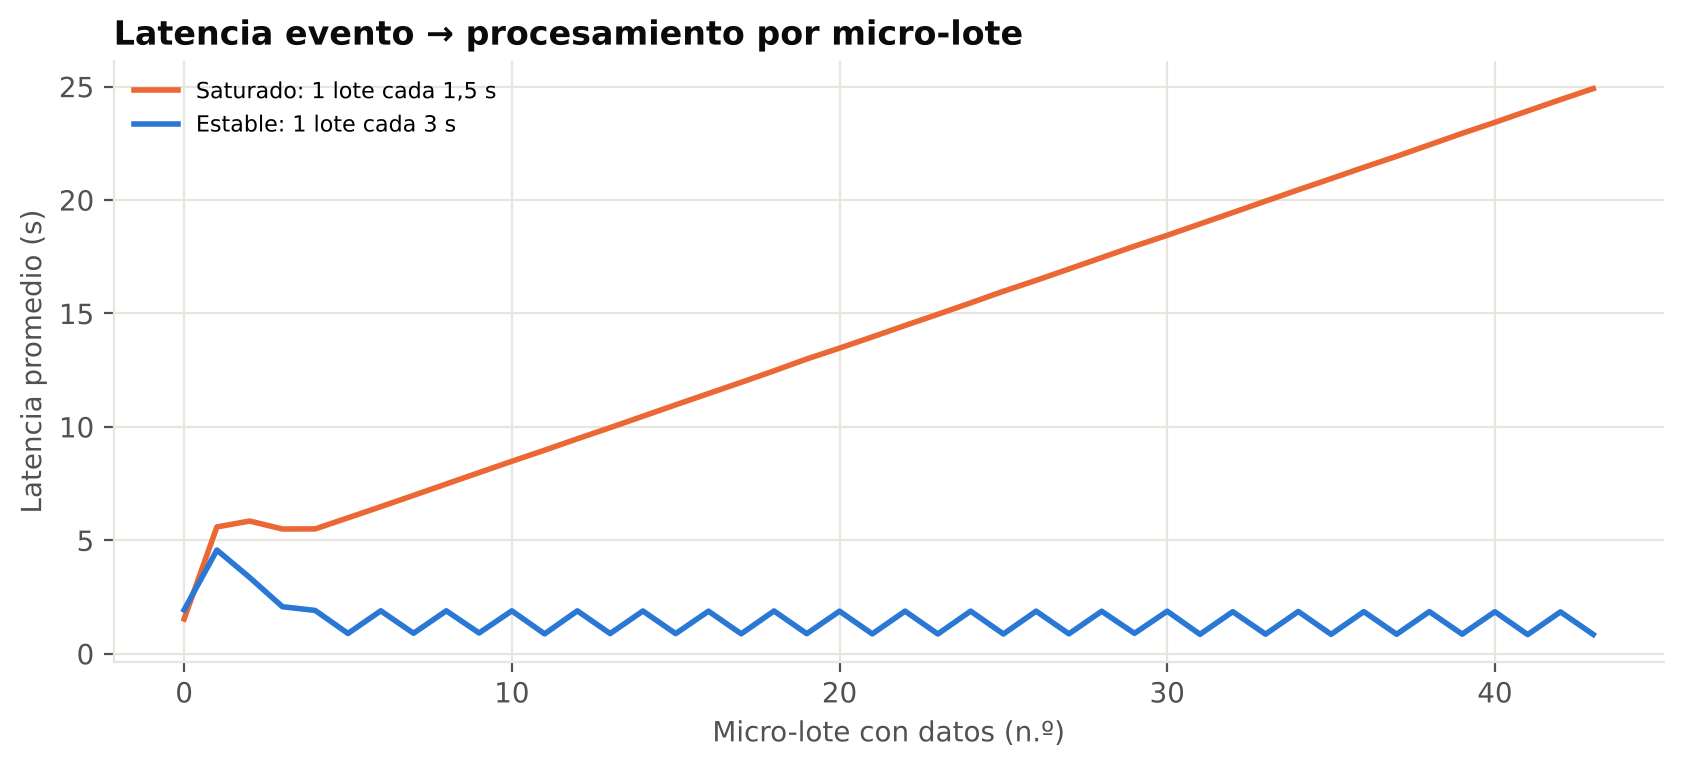 Latencia evento → procesamiento por micro-lote
Saturado: 1 lote cada 1,5 s
Estable: 1 lote cada 3 s
Latencia promedio (s)
25
20
15
10
5
0
0 10 20 30 40
Micro-lote con datos (n.º)